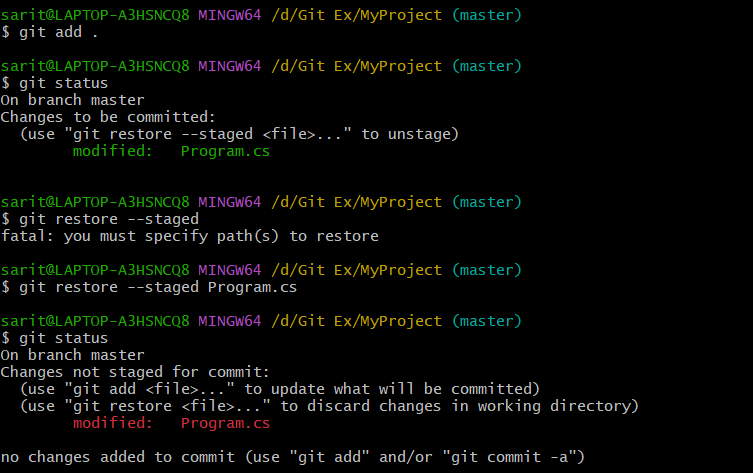 sarit@LAPTOP-A3HSNCQ8 MINGW64 /d/Git Ex/MyProject (master)
$ git add .
sarit@LAPTOP-A3HSNCQ8 MINGW64 /d/Git Ex/MyProject (master)
$ git status
On branch master
Changes to be committed:
  (use "git restore --staged <file>..." to unstage)
        modified:   Program.cs
sarit@LAPTOP-A3HSNCQ8 MINGW64 /d/Git Ex/MyProject (master)
$ git restore --staged
fatal: you must specify path(s) to restore
sarit@LAPTOP-A3HSNCQ8 MINGW64 /d/Git Ex/MyProject (master)
$ git restore --staged Program.cs
sarit@LAPTOP-A3HSNCQ8 MINGW64 /d/Git Ex/MyProject (master)
$ git status
On branch master
Changes not staged for commit:
  (use "git add <file>..." to update what will be committed)
  (use "git restore <file>..." to discard changes in working directory)
        modified:   Program.cs
no changes added to commit (use "git add" and/or "git commit -a")